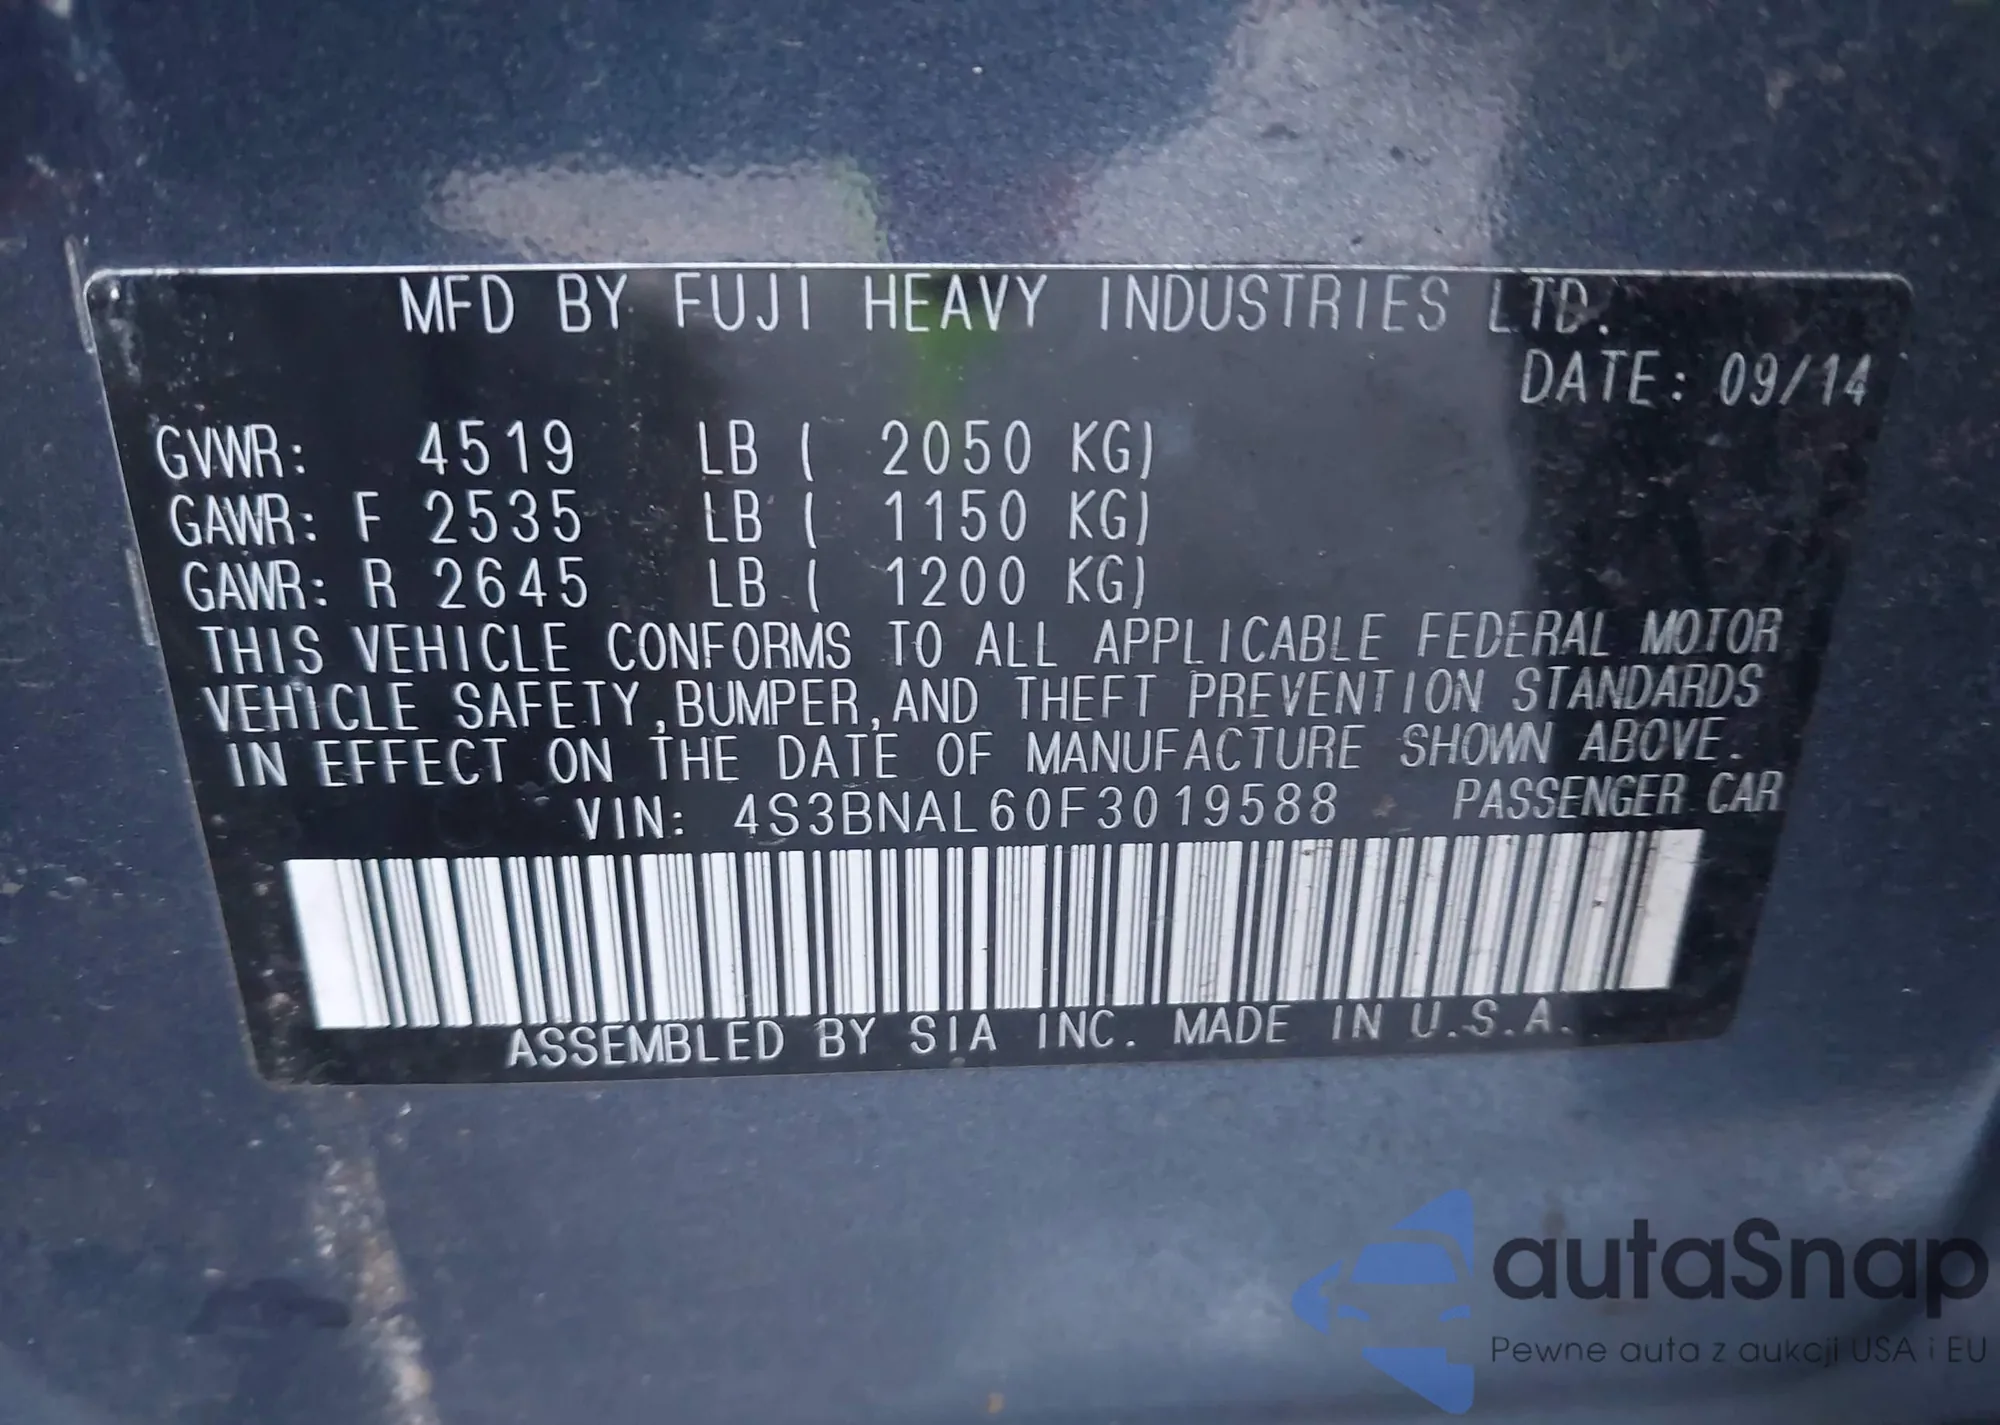 MFD BY FUJI HEAVY INDUSTRIES LTD.
DATE: 09/14
GVWR: 4519 LB ( 2050 KG)
GAWR: F 2535 LB ( 1150 KG)
GAWR: R 2645 LB ( 1200 KG)
THIS VEHICLE CONFORMS TO ALL APPLICABLE FEDERAL MOTOR
VEHICLE SAFETY,BUMPER,AND THEFT PREVENTION STANDARDS
IN EFFECT ON THE DATE OF MANUFACTURE SHOWN ABOVE.
VIN: 4S3BNAL60F3019588 PASSENGER CAR
ASSEMBLED BY SIA INC. MADE IN U.S.A.
autaSnap
Pewne auta z aukcji USA i EU